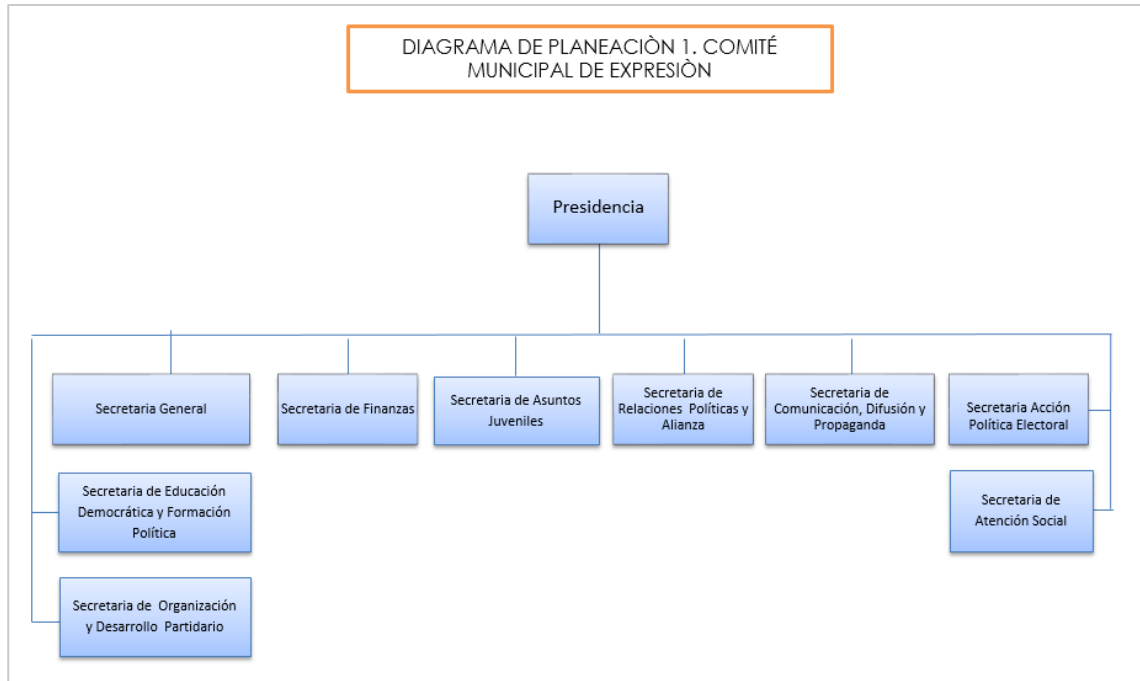 DIAGRAMA DE PLANEACIÒN 1. COMITÉ
MUNICIPAL DE EXPRESIÒN
Presidencia
Secretaria General
Secretaria de Finanzas
Secretaria de Asuntos
Juveniles
Secretaria de
Relaciones Políticas y
Alianza
Secretaria de
Comunicación, Difusión y
Propaganda
Secretaria Acción
Política Electoral
Secretaria de Educación
Democrática y Formación
Política
Secretaria de
Atención Social
Secretaria de Organización
y Desarrollo Partidario